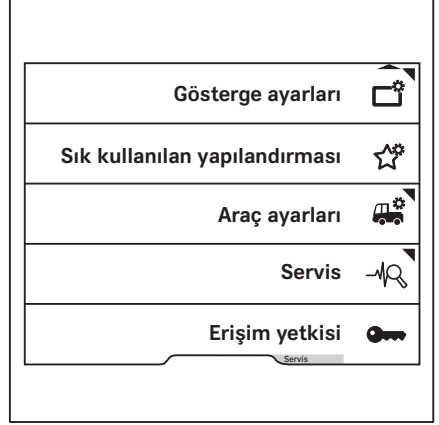 Gösterge ayarları
Sık kullanılan yapılandırması
Araç ayarları
Servis
Erişim yetkisi
Servis